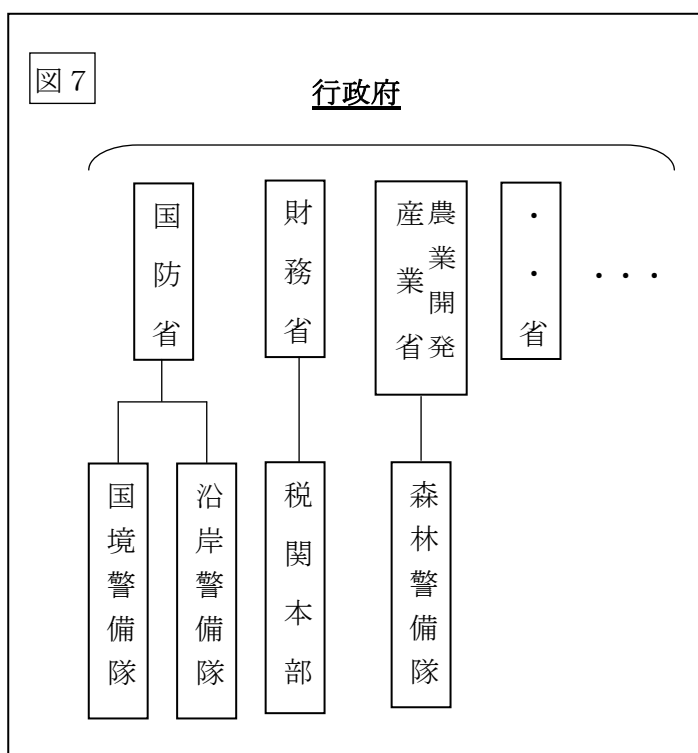 図7
行政府
国防省
財務省
農業開発
産業省
・・省
・・・
国境警備隊
沿岸警備隊
税関本部
森林警備隊